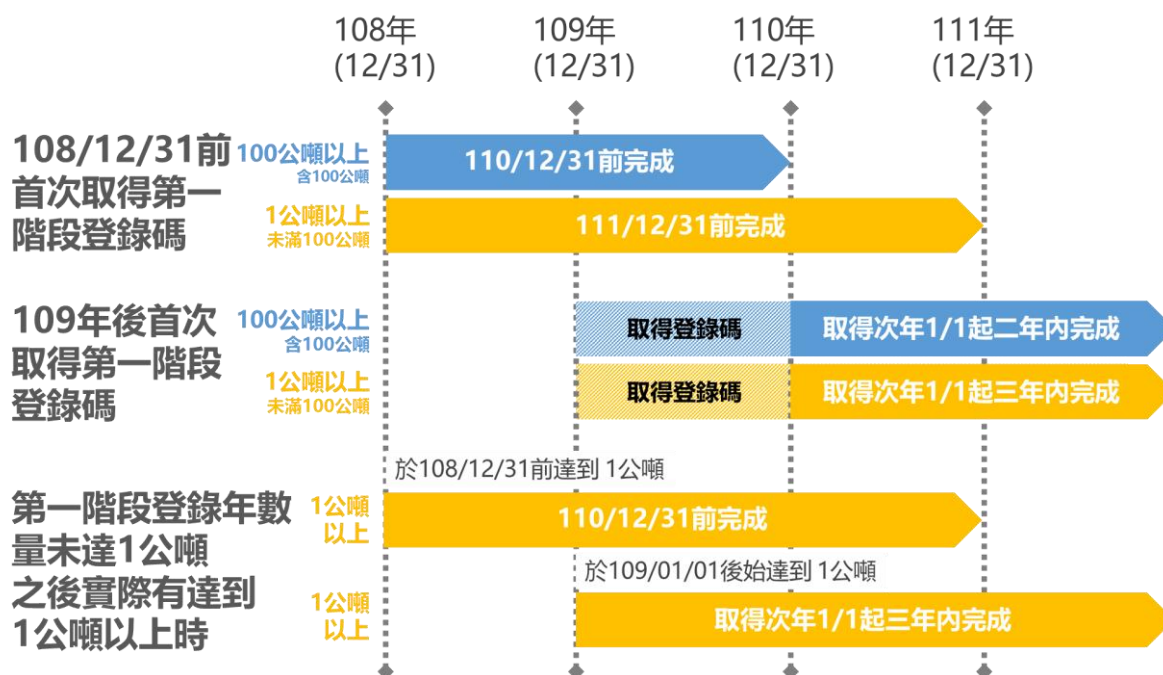 108年
(12/31)
109年
(12/31)
110年
(12/31)
111年
(12/31)
108/12/31前
首次取得第一
階段登錄碼
100公噸以上
含100公噸
110/12/31前完成
1公噸以上
未滿100公噸
111/12/31前完成
109年後首次
取得第一階段
登錄碼
100公噸以上
含100公噸
取得登錄碼
取得次年1/1起二年內完成
1公噸以上
未滿100公噸
取得登錄碼
取得次年1/1起三年內完成
第一階段登錄年數
量未達1公噸
之後實際有達到
1公噸以上時
於108/12/31前達到 1公噸
1公噸
以上
110/12/31前完成
於109/01/01後始達到 1公噸
1公噸
以上
取得次年1/1起三年內完成